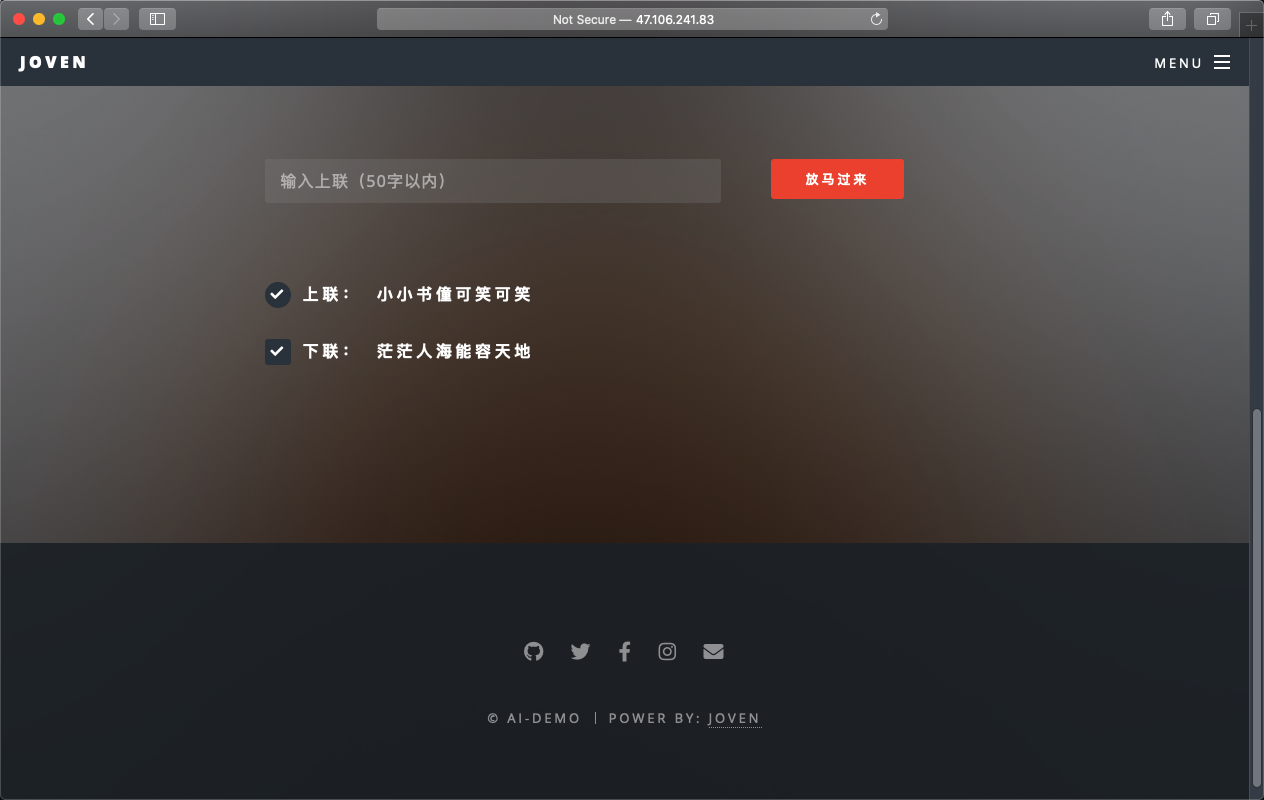 Not Secure — 47.106.241.83
JOVEN
MENU
输入上联（50字以内）
放马过来
上联： 小小书僮可笑可笑
下联： 茫茫人海能容天地
© AI-DEMO | POWER BY: JOVEN